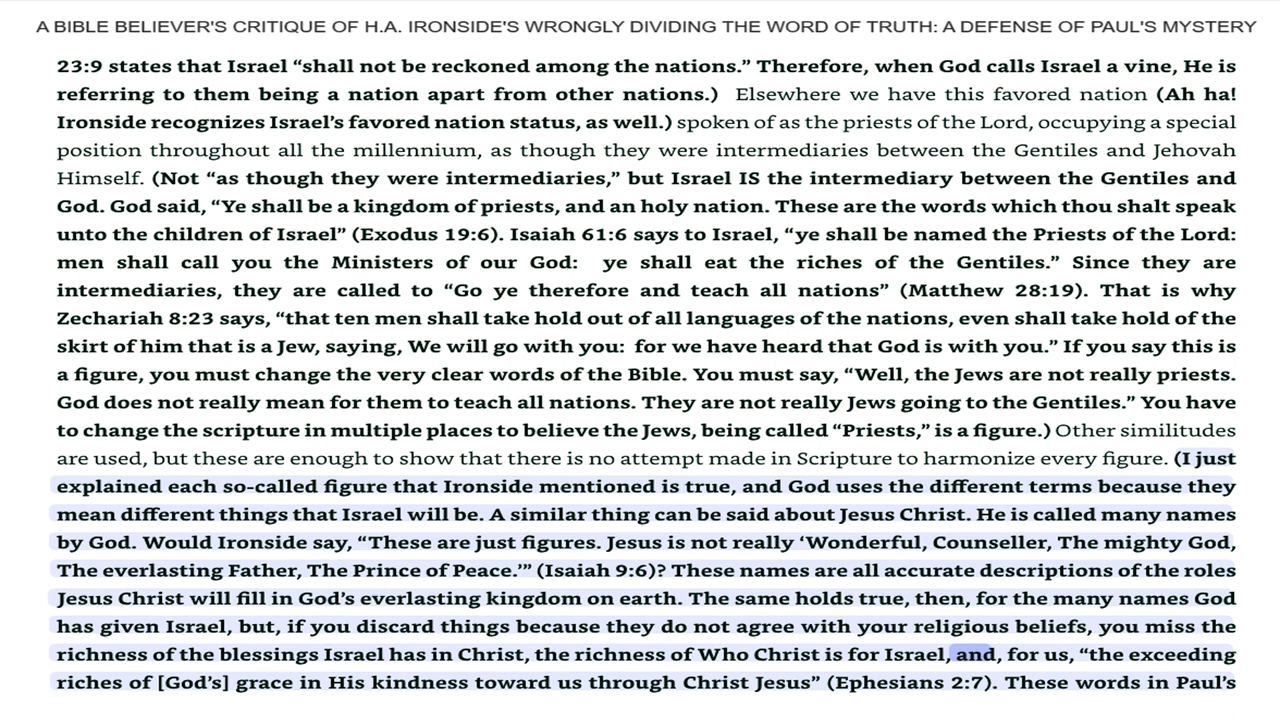 A BIBLE BELIEVER'S CRITIQUE OF H.A. IRONSIDE'S WRONGLY DIVIDING THE WORD OF TRUTH: A DEFENSE OF PAUL'S MYSTERY
23:9 states that Israel “shall not be reckoned among the nations.” Therefore, when God calls Israel a vine, He is
referring to them being a nation apart from other nations.) Elsewhere we have this favored nation (Ah ha!
Ironside recognizes Israel’s favored nation status, as well.) spoken of as the priests of the Lord, occupying a special
position throughout all the millennium, as though they were intermediaries between the Gentiles and Jehovah
Himself. (Not “as though they were intermediaries,” but Israel IS the intermediary between the Gentiles and
God. God said, “Ye shall be a kingdom of priests, and an holy nation. These are the words which thou shalt speak
unto the children of Israel” (Exodus 19:6). Isaiah 61:6 says to Israel, “ye shall be named the Priests of the Lord:
men shall call you the Ministers of our God: ye shall eat the riches of the Gentiles.” Since they are
intermediaries, they are called to “Go ye therefore and teach all nations” (Matthew 28:19). That is why
Zechariah 8:23 says, “that ten men shall take hold out of all languages of the nations, even shall take hold of the
skirt of him that is a Jew, saying, We will go with you: for we have heard that God is with you.” If you say this is
a figure, you must change the very clear words of the Bible. You must say, “Well, the Jews are not really priests.
God does not really mean for them to teach all nations. They are not really Jews going to the Gentiles.” You have
to change the scripture in multiple places to believe the Jews, being called “Priests,” is a figure.) Other similitudes
are used, but these are enough to show that there is no attempt made in Scripture to harmonize every figure. (I just
explained each so-called figure that Ironside mentioned is true, and God uses the different terms because they
mean different things that Israel will be. A similar thing can be said about Jesus Christ. He is called many names
by God. Would Ironside say, “These are just figures. Jesus is not really ‘Wonderful, Counseller, The mighty God,
The everlasting Father, The Prince of Peace.’” (Isaiah 9:6)? These names are all accurate descriptions of the roles
Jesus Christ will fill in God’s everlasting kingdom on earth. The same holds true, then, for the many names God
has given Israel, but, if you discard things because they do not agree with your religious beliefs, you miss the
richness of the blessings Israel has in Christ, the richness of Who Christ is for Israel, and, for us, “the exceeding
riches of [God’s] grace in His kindness toward us through Christ Jesus” (Ephesians 2:7). These words in Paul’s